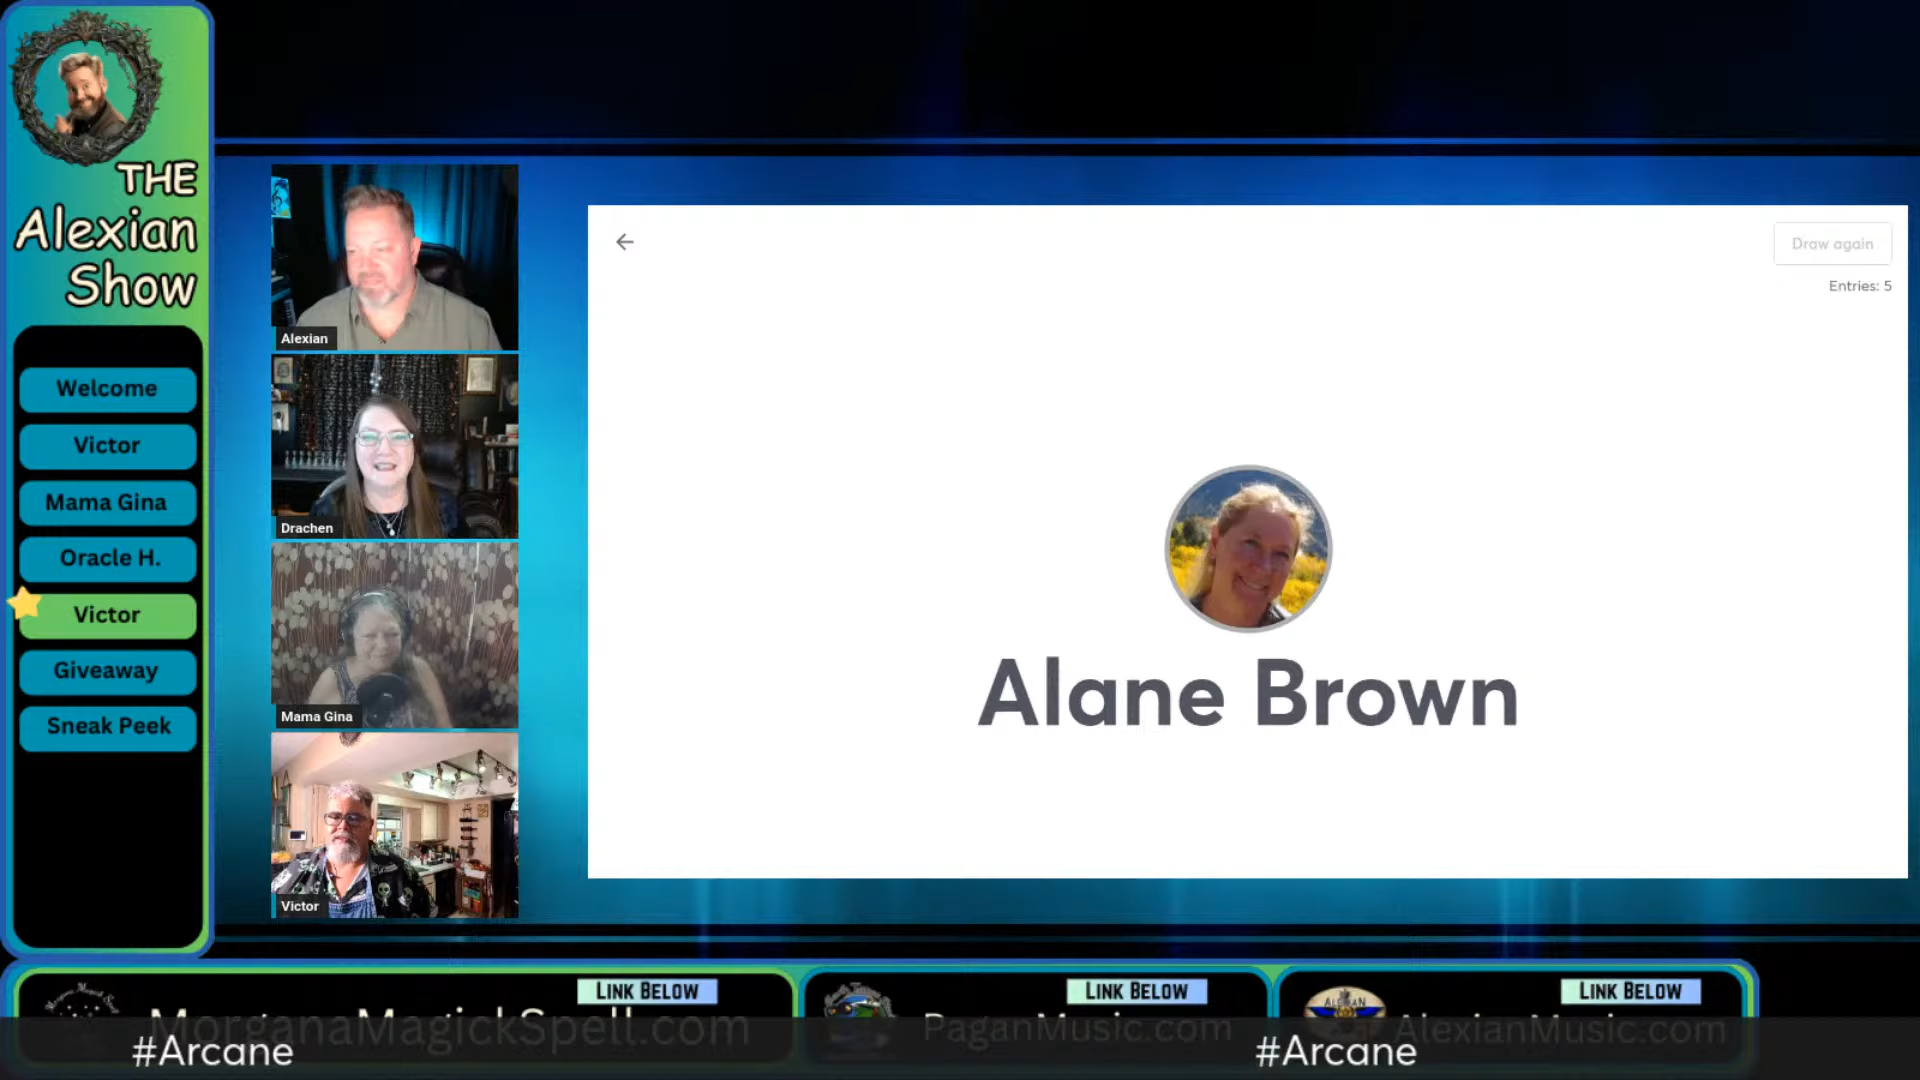 THE
Alexian
Show
Welcome
Victor
Mama Gina
Oracle H.
Victor
Giveaway
Sneak Peek
Alexian
Drachen
Mama Gina
Victor
Draw again
Entries: 5
Alane Brown
LINK BELOW
MorganaMagickSpell.com
LINK BELOW
PaganMusic.com
LINK BELOW
ALEXIAN
AlexianMusic.com
#Arcane
#Arcane